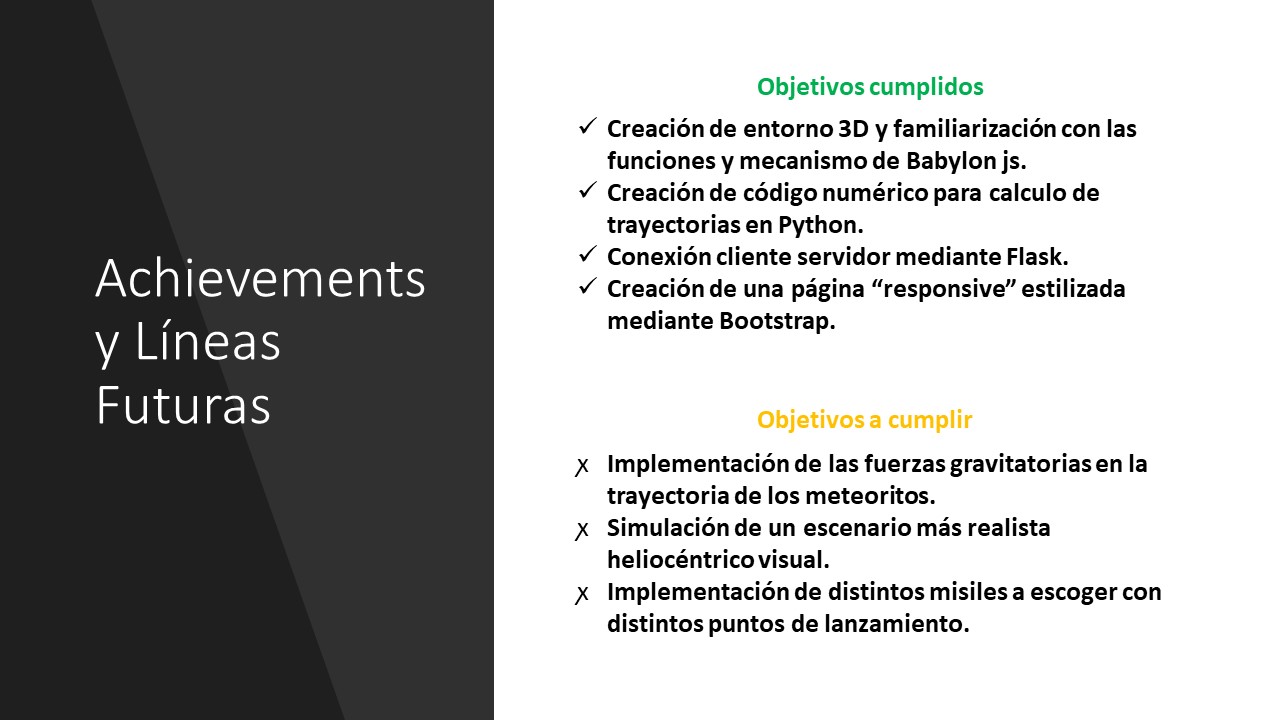 Achievements
y Líneas
Futuras
Objetivos cumplidos
✓ Creación de entorno 3D y familiarización con las
funciones y mecanismo de Babylon js.
✓ Creación de código numérico para calculo de
trayectorias en Python.
✓ Conexión cliente servidor mediante Flask.
✓ Creación de una página “responsive” estilizada
mediante Bootstrap.
Objetivos a cumplir
x Implementación de las fuerzas gravitatorias en la
trayectoria de los meteoritos.
x Simulación de un escenario más realista
heliocéntrico visual.
x Implementación de distintos misiles a escoger con
distintos puntos de lanzamiento.